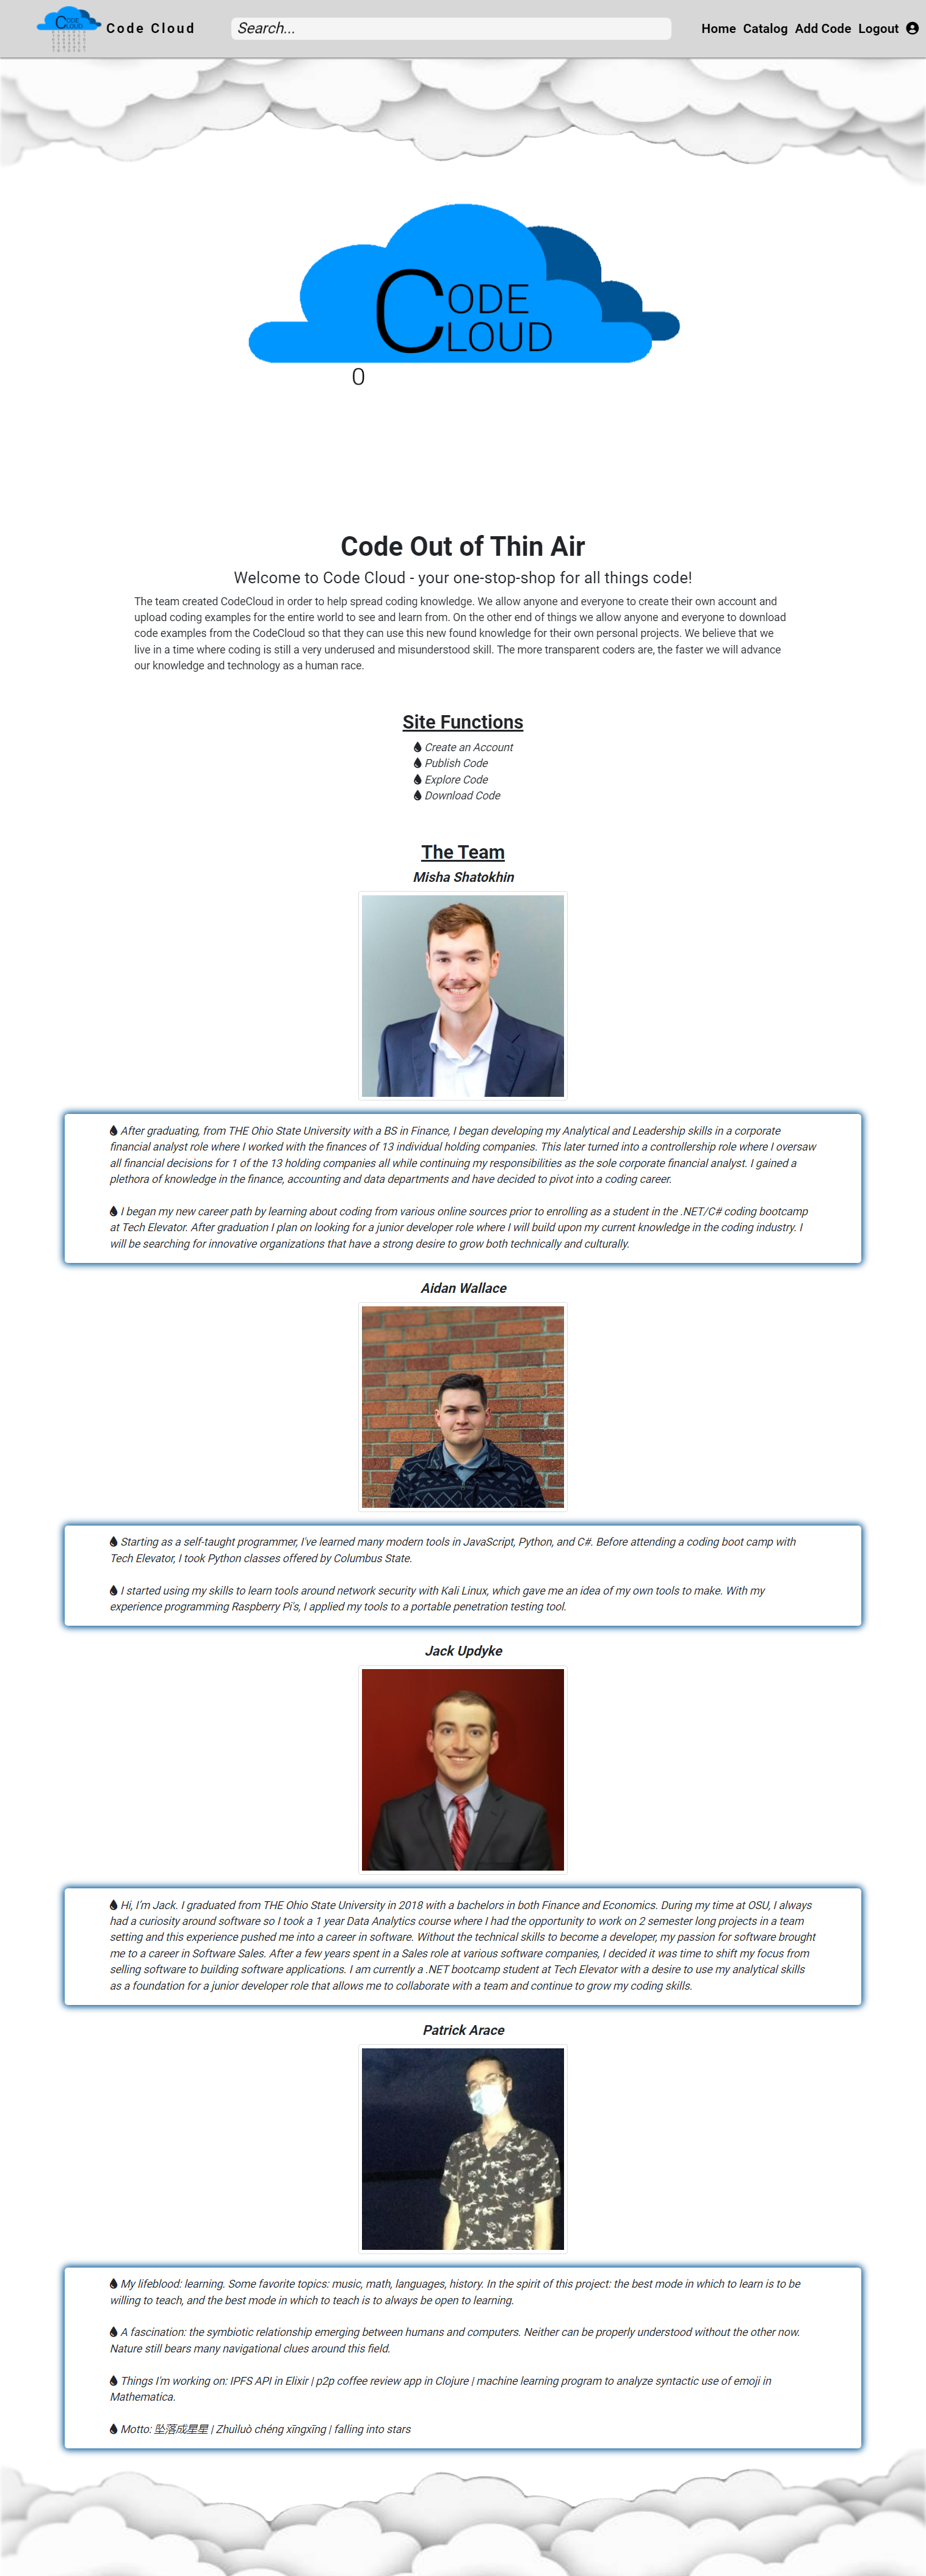 CODE CLOUD
Code Cloud
Search...
Home Catalog Add Code Logout
CODE
CLOUD
0
Code Out of Thin Air
Welcome to Code Cloud - your one-stop-shop for all things code!
The team created CodeCloud in order to help spread coding knowledge. We allow anyone and everyone to create their own account and
upload coding examples for the entire world to see and learn from. On the other end of things we allow anyone and everyone to download
code examples from the CodeCloud so that they can use this new found knowledge for their own personal projects. We believe that we
live in a time where coding is still a very underused and misunderstood skill. The more transparent coders are, the faster we will advance
our knowledge and technology as a human race.
Site Functions
Create an Account
Publish Code
Explore Code
Download Code
The Team
Misha Shatokhin
After graduating, from THE Ohio State University with a BS in Finance, I began developing my Analytical and Leadership skills in a corporate
financial analyst role where I worked with the finances of 13 individual holding companies. This later turned into a controllership role where I oversaw
all financial decisions for 1 of the 13 holding companies all while continuing my responsibilities as the sole corporate financial analyst. I gained a
plethora of knowledge in the finance, accounting and data departments and have decided to pivot into a coding career.
I began my new career path by learning about coding from various online sources prior to enrolling as a student in the .NET/C# coding bootcamp
at Tech Elevator. After graduation I plan on looking for a junior developer role where I will build upon my current knowledge in the coding industry. I
will be searching for innovative organizations that have a strong desire to grow both technically and culturally.
Aidan Wallace
Starting as a self-taught programmer, I've learned many modern tools in JavaScript, Python, and C#. Before attending a coding boot camp with
Tech Elevator, I took Python classes offered by Columbus State.
I started using my skills to learn tools around network security with Kali Linux, which gave me an idea of my own tools to make. With my
experience programming Raspberry Pi's, I applied my tools to a portable penetration testing tool.
Jack Updyke
Hi, I'm Jack. I graduated from THE Ohio State University in 2018 with a bachelors in both Finance and Economics. During my time at OSU, I always
had a curiosity around software so I took a 1 year Data Analytics course where I had the opportunity to work on 2 semester long projects in a team
setting and this experience pushed me into a career in software. Without the technical skills to become a developer, my passion for software brought
me to a career in Software Sales. After a few years spent in a Sales role at various software companies, I decided it was time to shift my focus from
selling software to building software applications. I am currently a .NET bootcamp student at Tech Elevator with a desire to use my analytical skills
as a foundation for a junior developer role that allows me to collaborate with a team and continue to grow my coding skills.
Patrick Arace
My lifeblood: learning. Some favorite topics: music, math, languages, history. In the spirit of this project: the best mode in which to learn is to be
willing to teach, and the best mode in which to teach is to always be open to learning.
A fascination: the symbiotic relationship emerging between humans and computers. Neither can be properly understood without the other now.
Nature still bears many navigational clues around this field.
Things I'm working on: IPFS API in Elixir | p2p coffee review app in Clojure | machine learning program to analyze syntactic use of emoji in
Mathematica.
Motto: 坠落成星星 | Zhuìluò chéng xīngxīng | falling into stars